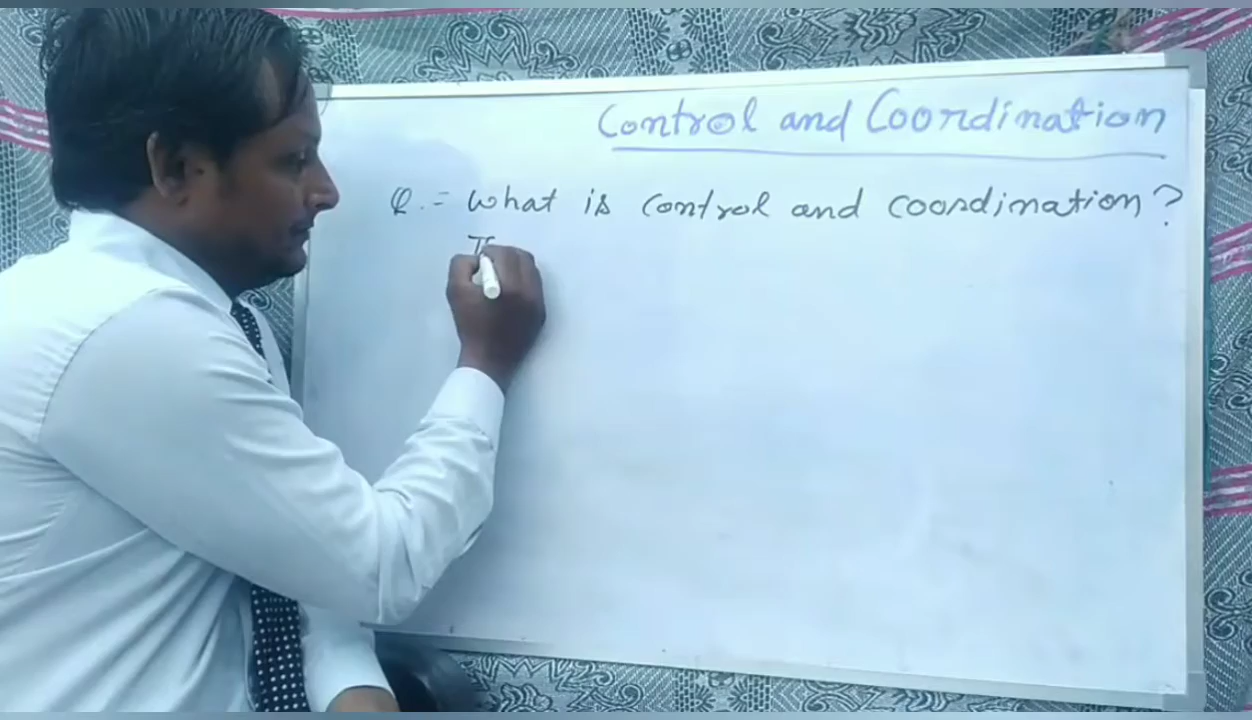 Control and Coordination
Q.= What is control and coordination?